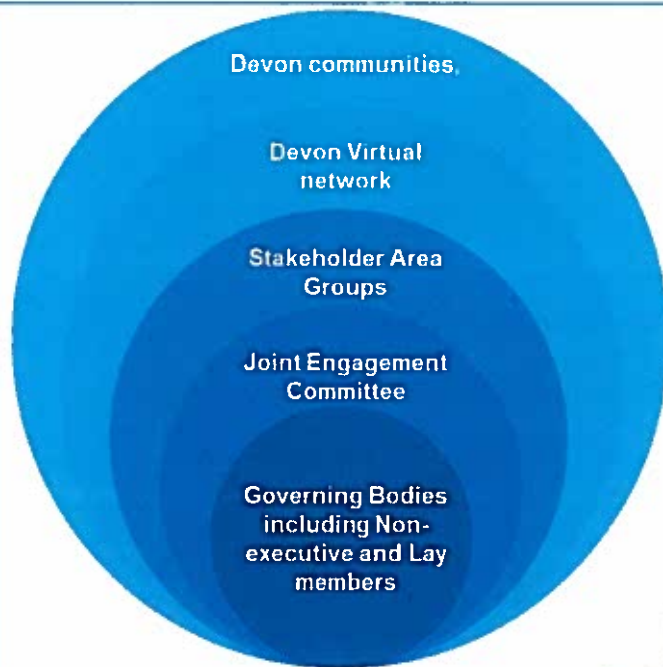 Devon communities,
Devon Virtual
network
Stakeholder Area
Groups
Joint Engagement
Committee
Governing Bodies
including Non-
executive and Lay
members